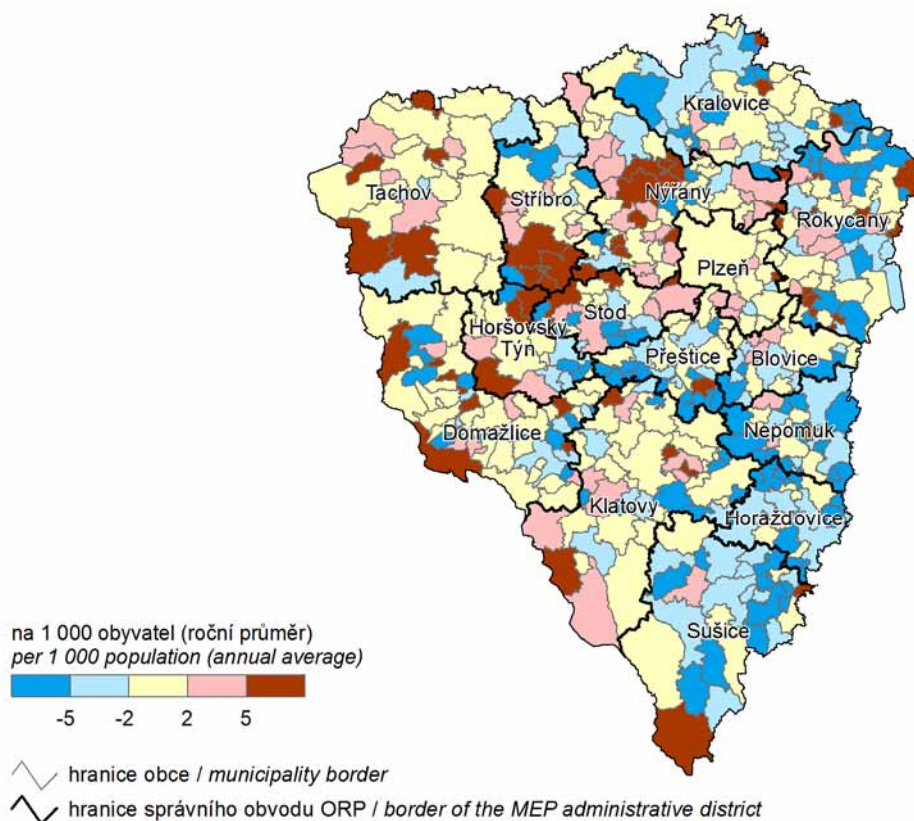 Kralovice
Tachov
Stříbro
Nýřany
Rokycany
Plzeň
Stod
Horšovský
Týn
Přeštice
Blovice
Domažlice
Nepomuk
Klatovy
Horažďovice
Sušice
na 1 000 obyvatel (roční průměr)
per 1 000 population (annual average)
-5 -2 2 5
hranice obce / municipality border
hranice správního obvodu ORP / border of the MEP administrative district